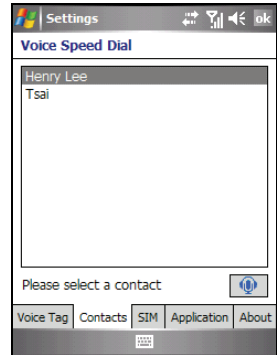 Settings ok
Voice Speed Dial
Henry Lee
Tsai
Please select a contact
Voice Tag Contacts SIM Application About